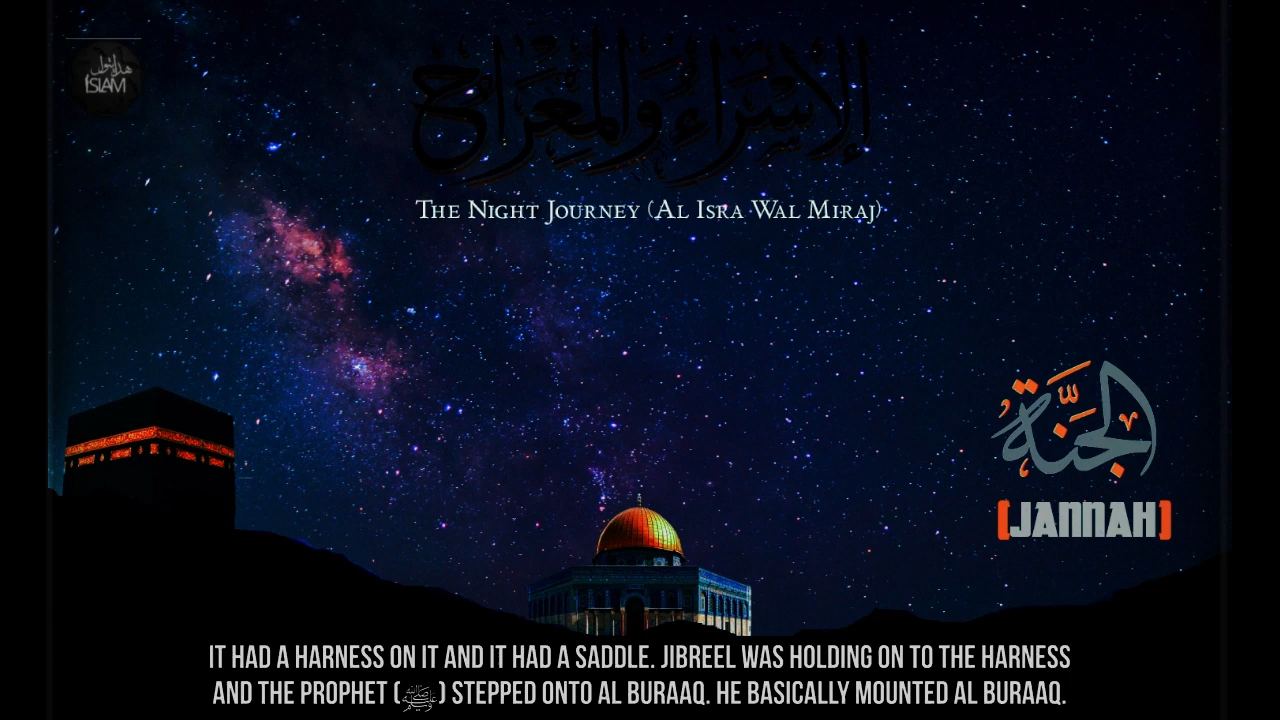 ISLAM
الإسراء والمعراج
The Night Journey (Al Isra Wal Miraj)
الجنة
[JANNAH]
IT HAD A HARNESS ON IT AND IT HAD A SADDLE. JIBREEL WAS HOLDING ON TO THE HARNESS
AND THE PROPHET (ﷺ) STEPPED ONTO AL BURAAQ. HE BASICALLY MOUNTED AL BURAAQ.